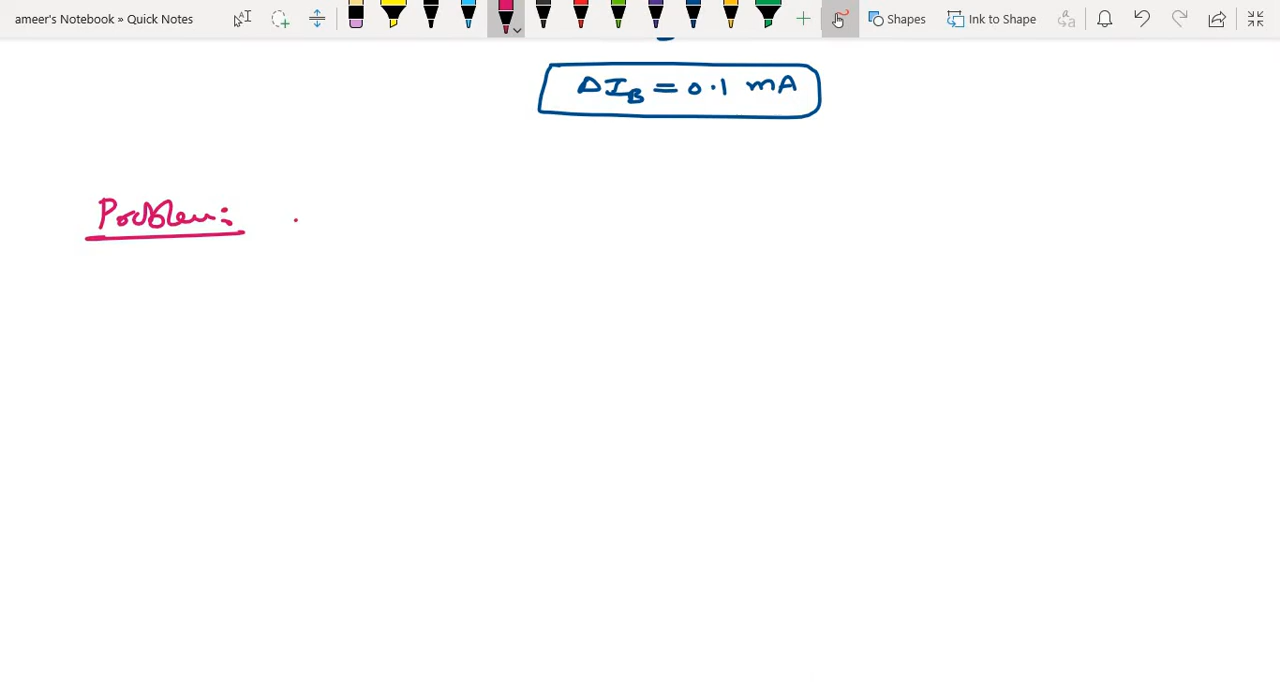 ameer's Notebook » Quick Notes Shapes Ink to Shape
ΔI_B = 0.1 mA
Problem: